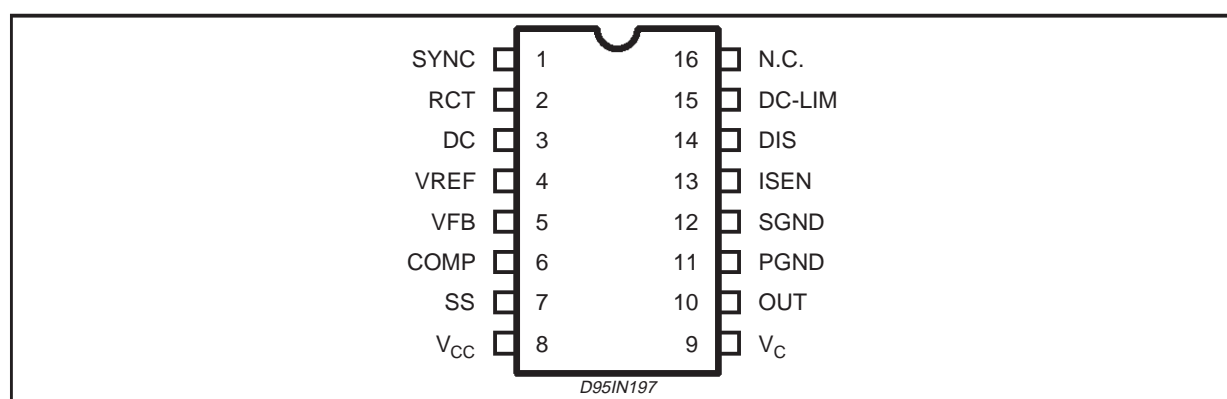 SYNC 1 16 N.C.
RCT 2 15 DC-LIM
DC 3 14 DIS
VREF 4 13 ISEN
VFB 5 12 SGND
COMP 6 11 PGND
SS 7 10 OUT
VCC 8 9 VC
D95IN197